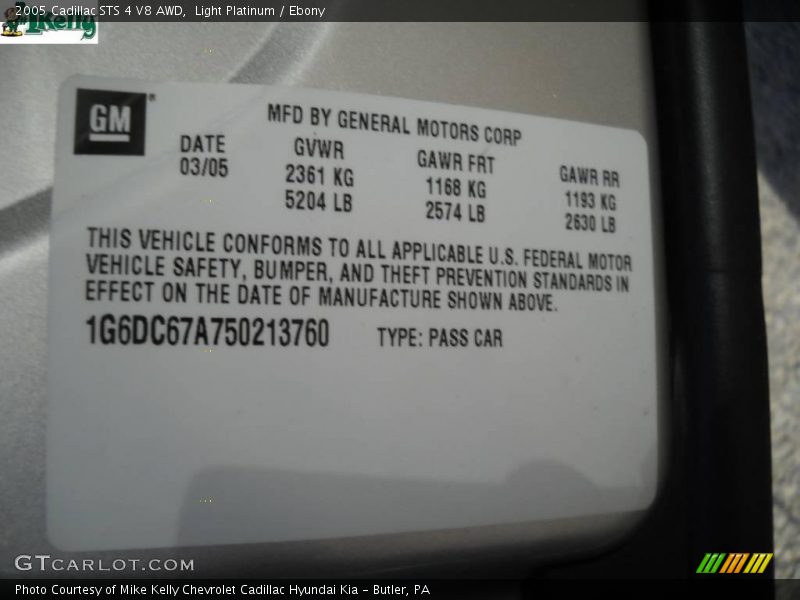 2005 Cadillac STS 4 V8 AWD,  Light Platinum / Ebony
Kelly
GM
MFD BY GENERAL MOTORS CORP
DATE GVWR GAWR FRT GAWR RR
03/05 2361 KG 1168 KG 1193 KG
5204 LB 2574 LB 2630 LB
THIS VEHICLE CONFORMS TO ALL APPLICABLE U.S. FEDERAL MOTOR
VEHICLE SAFETY, BUMPER, AND THEFT PREVENTION STANDARDS IN
EFFECT ON THE DATE OF MANUFACTURE SHOWN ABOVE.
1G6DC67A750213760 TYPE: PASS CAR
GTCARLOT.COM
Photo Courtesy of Mike Kelly Chevrolet Cadillac Hyundai Kia – Butler, PA